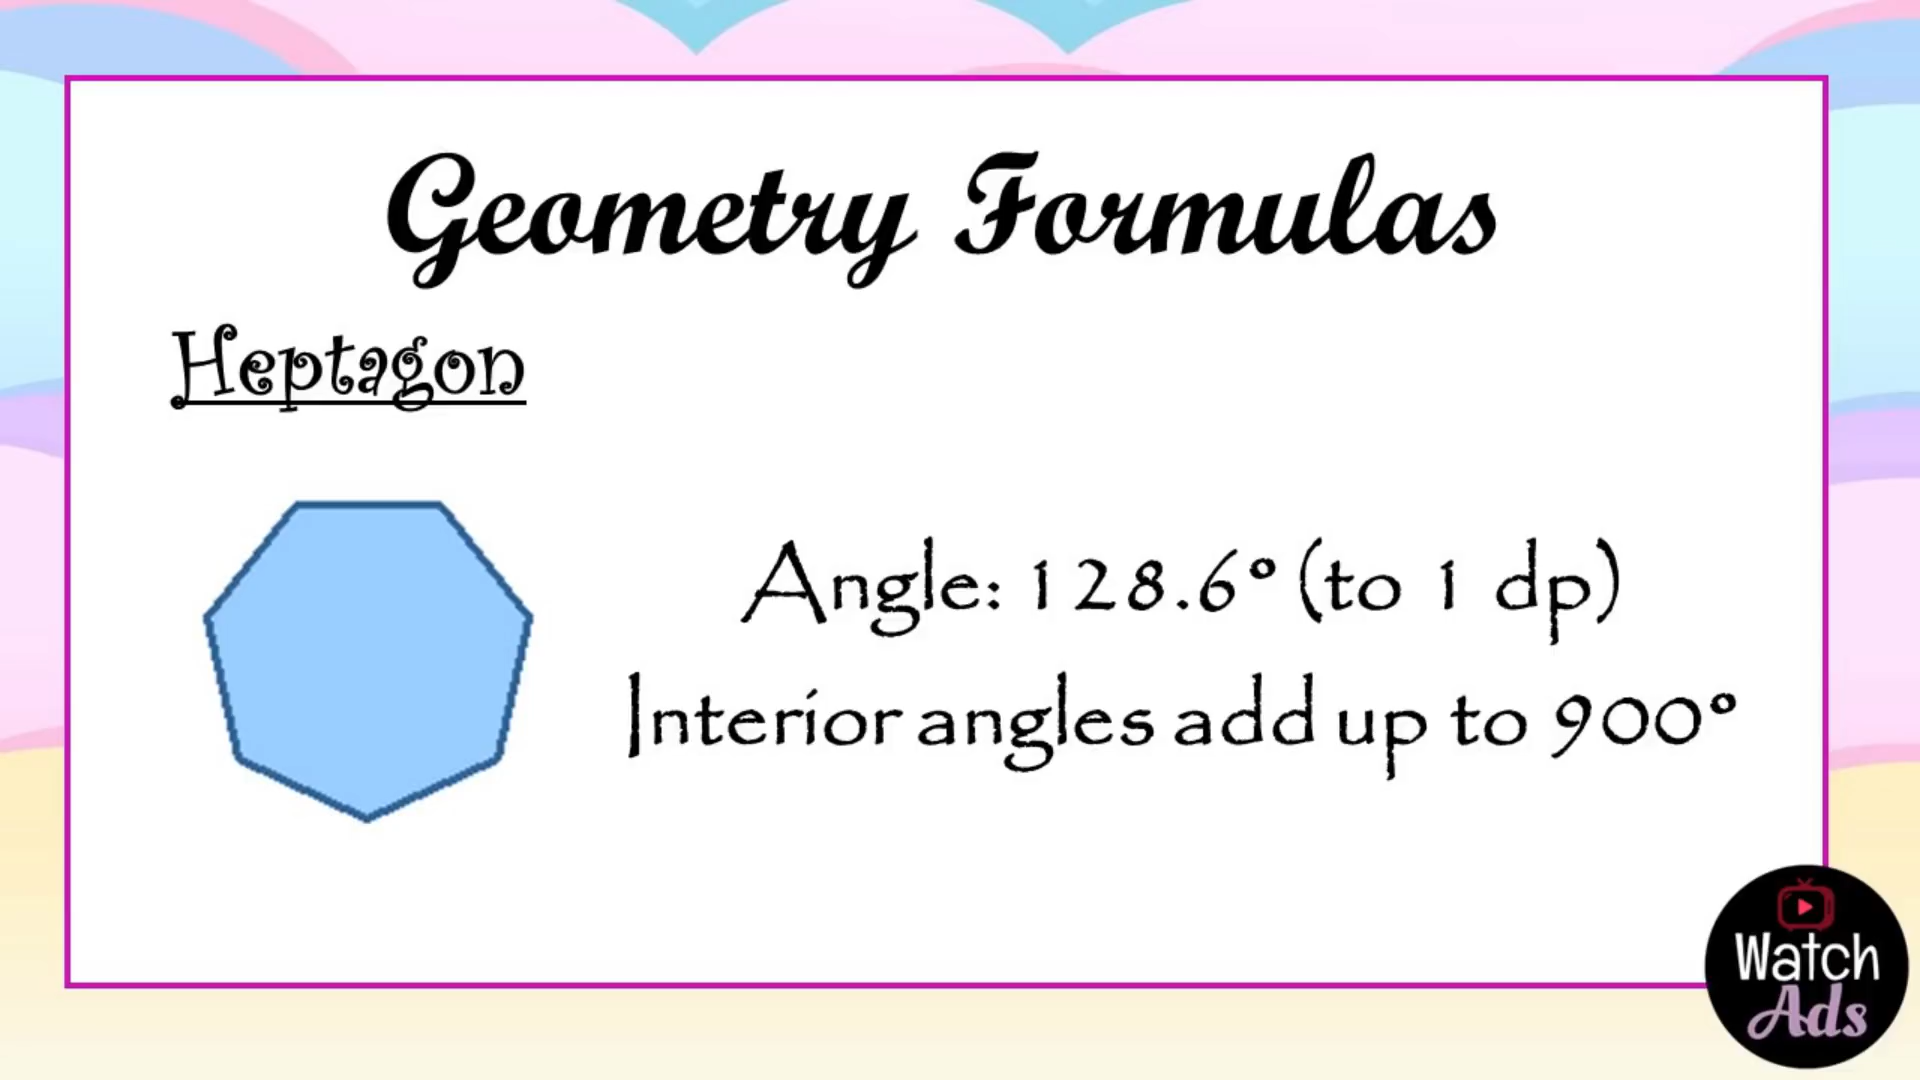 Geometry Formulas
Heptagon
Angle: 128.6° (to 1 dp)
Interior angles add up to 900°
Watch
Ads